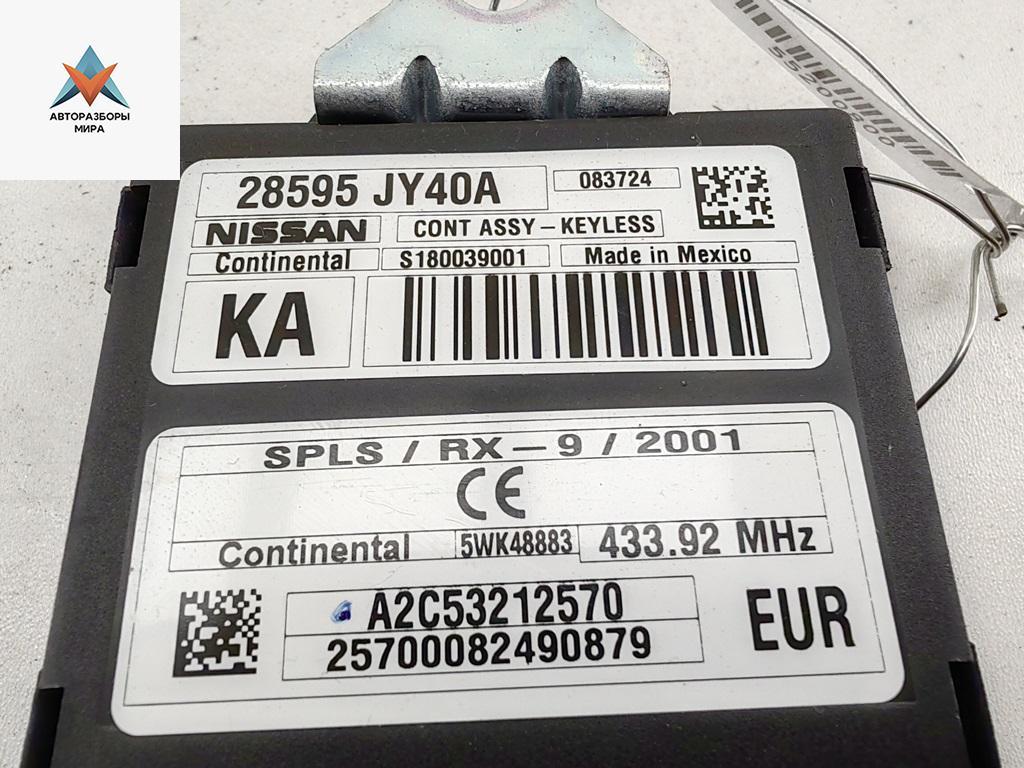 АВТОРАЗБОРЫ
МИРА
28595 JY40A
083724
NISSAN
CONT ASSY – KEYLESS
Continental
S180039001
Made in Mexico
KA
SPLS / RX – 9 / 2001
CE
Continental
5WK48883
433.92 MHz
A2C53212570
25700082490879
EUR